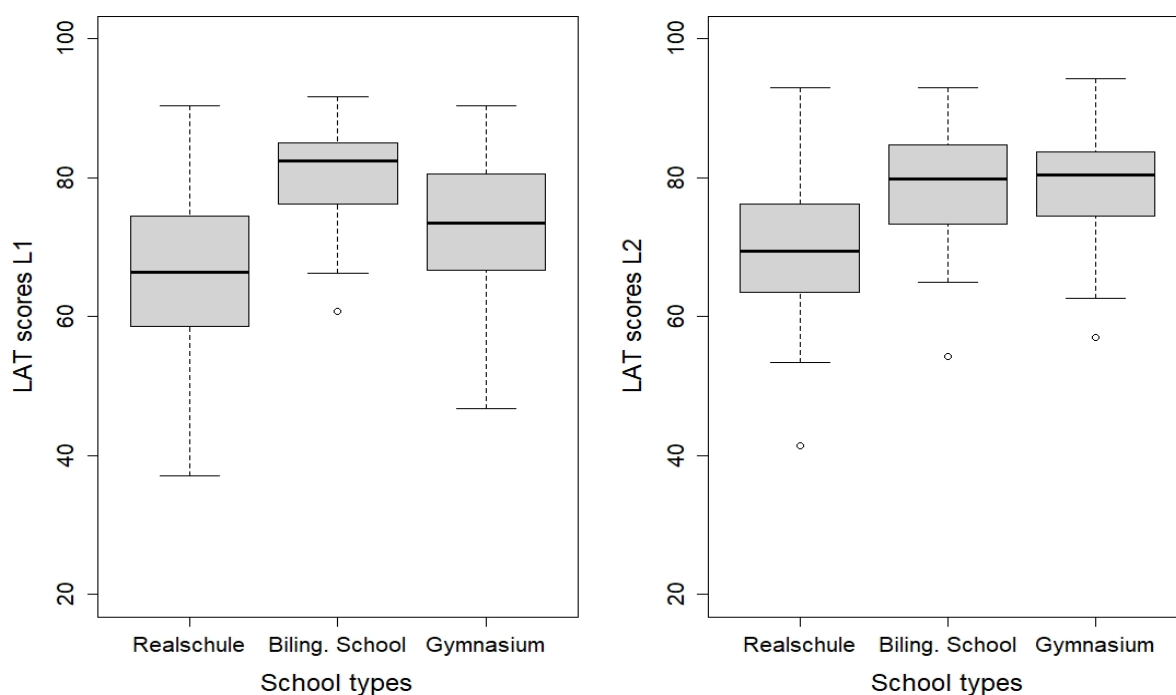 LAT scores L1
100
80
60
40
20
Realschule Biling. School Gymnasium
School types
LAT scores L2
100
80
60
40
20
Realschule Biling. School Gymnasium
School types